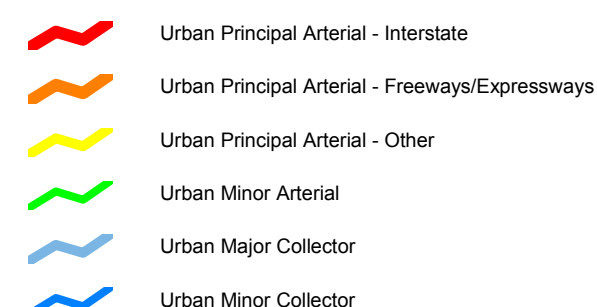 Urban Principal Arterial - Interstate
Urban Principal Arterial - Freeways/Expressways
Urban Principal Arterial - Other
Urban Minor Arterial
Urban Major Collector
Urban Minor Collector